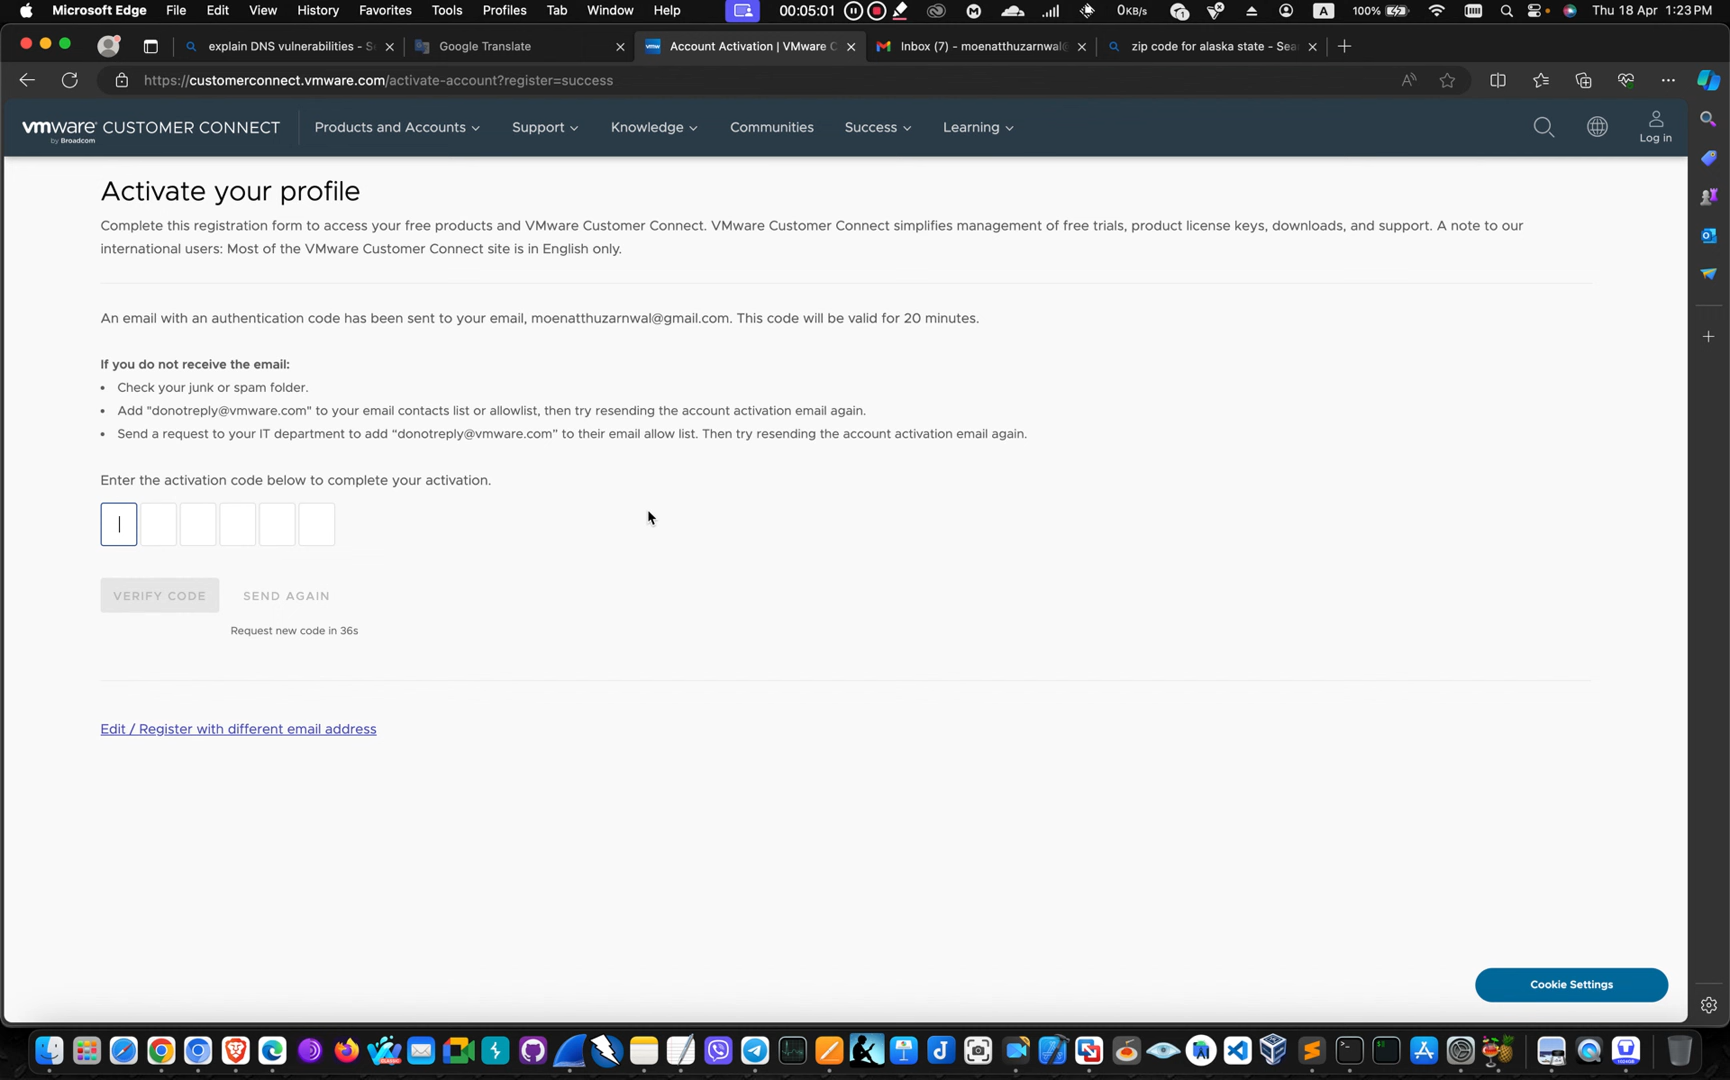 Microsoft Edge File Edit View History Favorites Tools Profiles Tab Window Help 00:05:01 0KB/s A 100% Thu 18 Apr 1:23 PM
explain DNS vulnerabilities - S Google Translate Account Activation | VMware C Inbox (7) - moenatthuzarnwal@ zip code for alaska state - Sea
https://customerconnect.vmware.com/activate-account?register=success
vmware® CUSTOMER CONNECT Products and Accounts Support Knowledge Communities Success Learning Log in
by Broadcom
Activate your profile
Complete this registration form to access your free products and VMware Customer Connect. VMware Customer Connect simplifies management of free trials, product license keys, downloads, and support. A note to our
international users: Most of the VMware Customer Connect site is in English only.
An email with an authentication code has been sent to your email, moenatthuzarnwal@gmail.com. This code will be valid for 20 minutes.
If you do not receive the email:
• Check your junk or spam folder.
• Add "donotreply@vmware.com" to your email contacts list or allowlist, then try resending the account activation email again.
• Send a request to your IT department to add “donotreply@vmware.com” to their email allow list. Then try resending the account activation email again.
Enter the activation code below to complete your activation.
VERIFY CODE SEND AGAIN
Request new code in 36s
Edit / Register with different email address
Cookie Settings